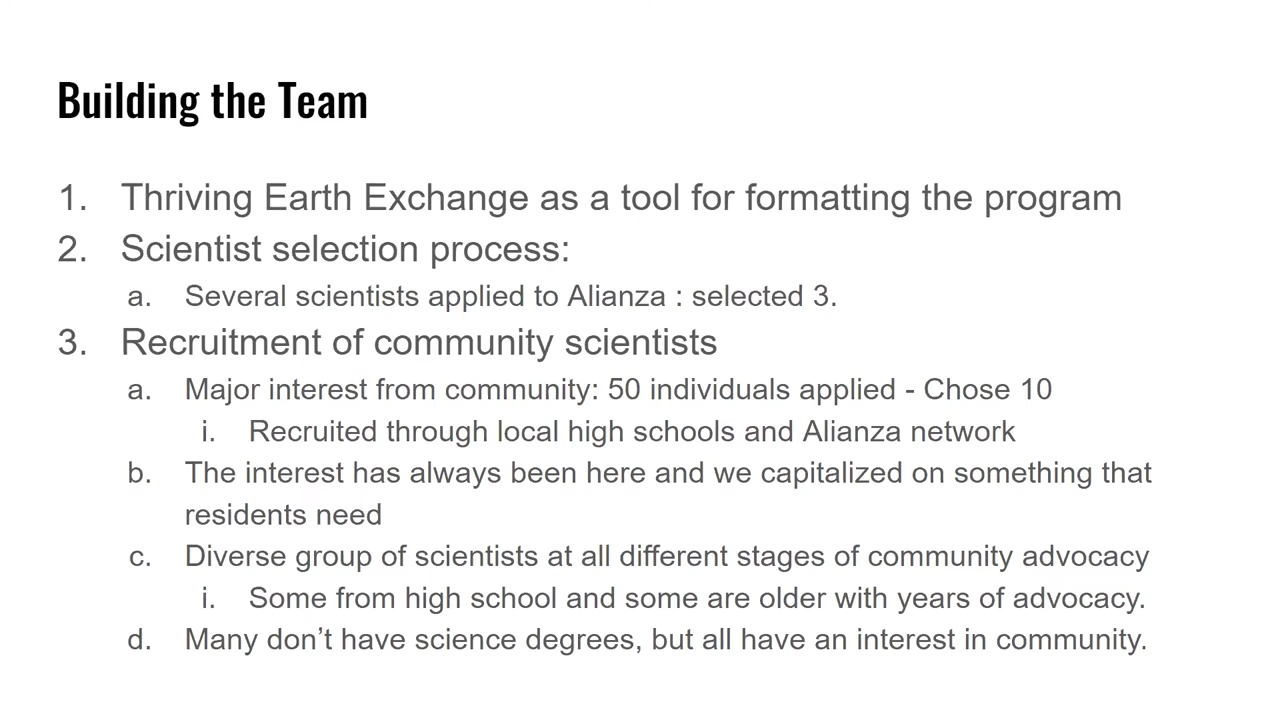 Building the Team
1. Thriving Earth Exchange as a tool for formatting the program
2. Scientist selection process:
a. Several scientists applied to Alianza : selected 3.
3. Recruitment of community scientists
a. Major interest from community: 50 individuals applied - Chose 10
i. Recruited through local high schools and Alianza network
b. The interest has always been here and we capitalized on something that
residents need
c. Diverse group of scientists at all different stages of community advocacy
i. Some from high school and some are older with years of advocacy.
d. Many don’t have science degrees, but all have an interest in community.